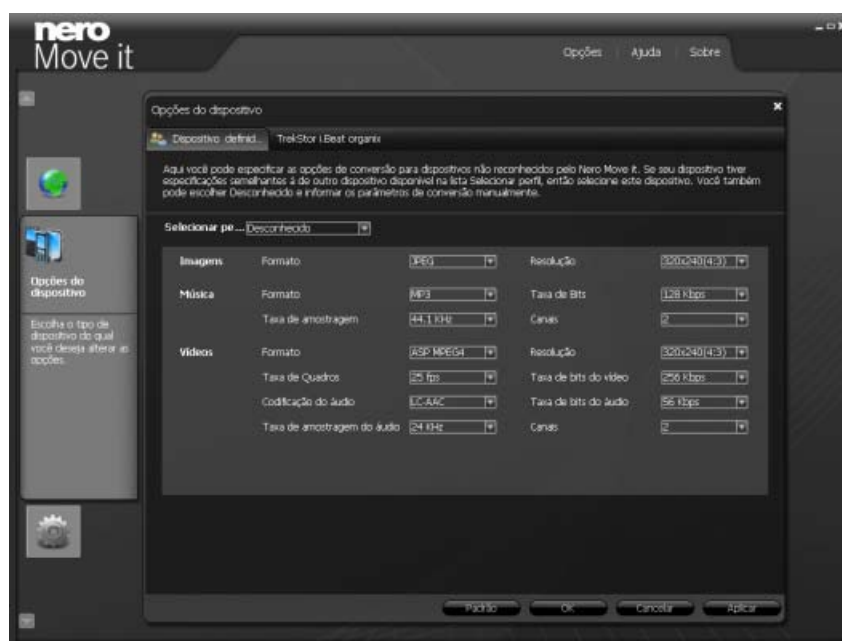 nero
Move it
Opções Ajuda Sobre
Opções do dispositivo
Dispositivo definid... TrekStor i.Beat organix
Aqui você pode especificar as opções de conversão para dispositivos não reconhecidos pelo Nero Move it. Se seu dispositivo tiver
especificações semelhantes à de outro dispositivo disponível na lista Selecionar perfil, então selecione este dispositivo. Você também
pode escolher Desconhecido e informar os parâmetros de conversão manualmente.
Selecionar pe... Desconhecido
Imagens Formato JPEG Resolução 320x240(4:3)
Música Formato MP3 Taxa de Bits 128 Kbps
Taxa de amostragem 44.1 KHz Canais 2
Vídeos Formato ASP MPEG4 Resolução 320x240(4:3)
Taxa de Quadros 25 fps Taxa de bits do vídeo 256 Kbps
Codificação do áudio LC-AAC Taxa de bits do áudio 56 Kbps
Taxa de amostragem do áudio 24 KHz Canais 2
Opções do
dispositivo
Escolha o tipo de
dispositivo do qual
você deseja alterar as
opções.
Padrão OK Cancelar Aplicar